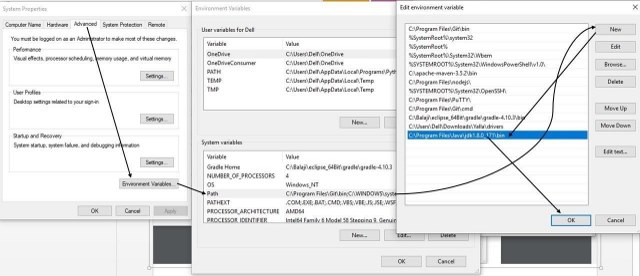 System Properties
Computer Name Hardware Advanced System Protection Remote
You must be logged on as an Administrator to make most of these changes.
Performance
Visual effects, processor scheduling, memory usage, and virtual memory
Settings...
User Profiles
Desktop settings related to your sign-in
Settings...
Startup and Recovery
System startup, system failure, and debugging information
Settings...
Environment Variables...
OK Cancel Apply
Environment Variables
User variables for Dell
Variable Value
OneDrive C:\Users\Dell\OneDrive
OneDriveConsumer C:\Users\Dell\OneDrive
PATH C:\Users\Dell\AppData\Local\Programs\Pyth
TEMP C:\Users\Dell\AppData\Local\Temp
TMP C:\Users\Dell\AppData\Local\Temp
New...
System variables
Variable Value
Gradle Home C:\Balaji\eclipse_64Bit\gradle\gradle-4.10.3
NUMBER_OF_PROCESSORS 4
OS Windows_NT
Path C:\Program Files\Git\bin;C:\WINDOWS\system
PATHEXT .COM;.EXE;.BAT;.CMD;.VBS;.VBE;.JS;.JSE;.WSF
PROCESSOR_ARCHITECTURE AMD64
PROCESSOR_IDENTIFIER Intel64 Family 6 Model 58 Stepping 9, Genuin
New... Edit... Delete
OK Cancel
Edit environment variable
C:\Program Files\Git\bin
%SystemRoot%\system32
%SystemRoot%
%SystemRoot%\System32\Wbem
%SYSTEMROOT%\System32\WindowsPowerShell\v1.0\
C:\apache-maven-3.5.2\bin
C:\Program Files\nodejs\
%SYSTEMROOT%\System32\OpenSSH\
C:\Program Files\PuTTY\
C:\Program Files\Git\cmd
C:\Balaji\eclipse_64Bit\gradle\gradle-4.10.3\bin
C:\Users\Dell\Downloads\Yalla\drivers
C:\Program Files\Java\jdk1.8.0_171\bin
New
Edit
Browse...
Delete
Move Up
Move Down
Edit text...
OK Cancel